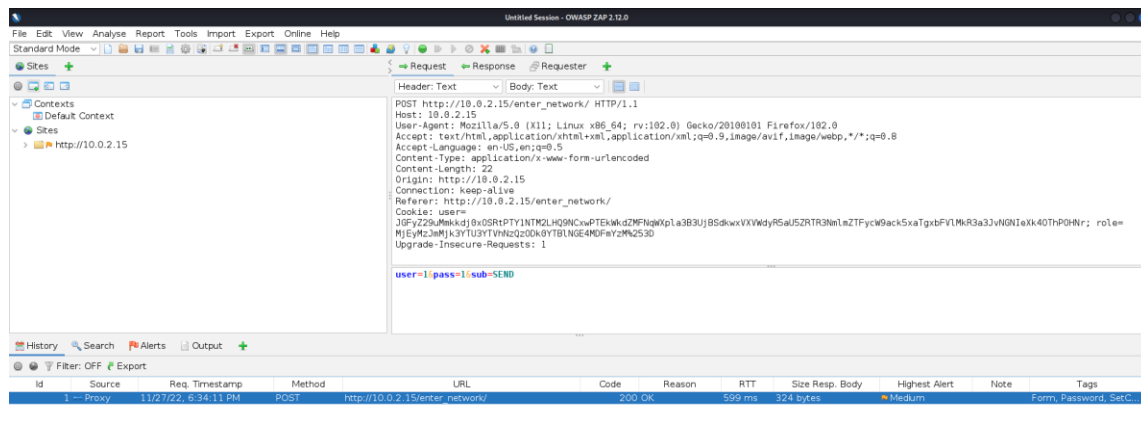 Untitled Session - OWASP ZAP 2.12.0
File Edit View Analyse Report Tools Import Export Online Help
Standard Mode
Sites
Request Response Requester
Header: Text Body: Text
Contexts
Default Context
Sites
http://10.0.2.15
POST http://10.0.2.15/enter_network/ HTTP/1.1
Host: 10.0.2.15
User-Agent: Mozilla/5.0 (X11; Linux x86_64; rv:102.0) Gecko/20100101 Firefox/102.0
Accept: text/html,application/xhtml+xml,application/xml;q=0.9,image/avif,image/webp,*/*;q=0.8
Accept-Language: en-US,en;q=0.5
Content-Type: application/x-www-form-urlencoded
Content-Length: 22
Origin: http://10.0.2.15
Connection: keep-alive
Referer: http://10.0.2.15/enter_network/
Cookie: user=
role=
MjEyMzJmMjk3YTU3YTVhNzQzODk0YTBlNGE4MDFmYzM%253D
Upgrade-Insecure-Requests: 1
user=1&pass=1&sub=SEND
History Search Alerts Output
Filter: OFF Export
Id Source Req. Timestamp Method URL Code Reason RTT Size Resp. Body Highest Alert Note Tags
1 Proxy 11/27/22, 6:34:11 PM POST http://10.0.2.15/enter_network/ 200 OK 599 ms 324 bytes Medium Form, Password, SetC...